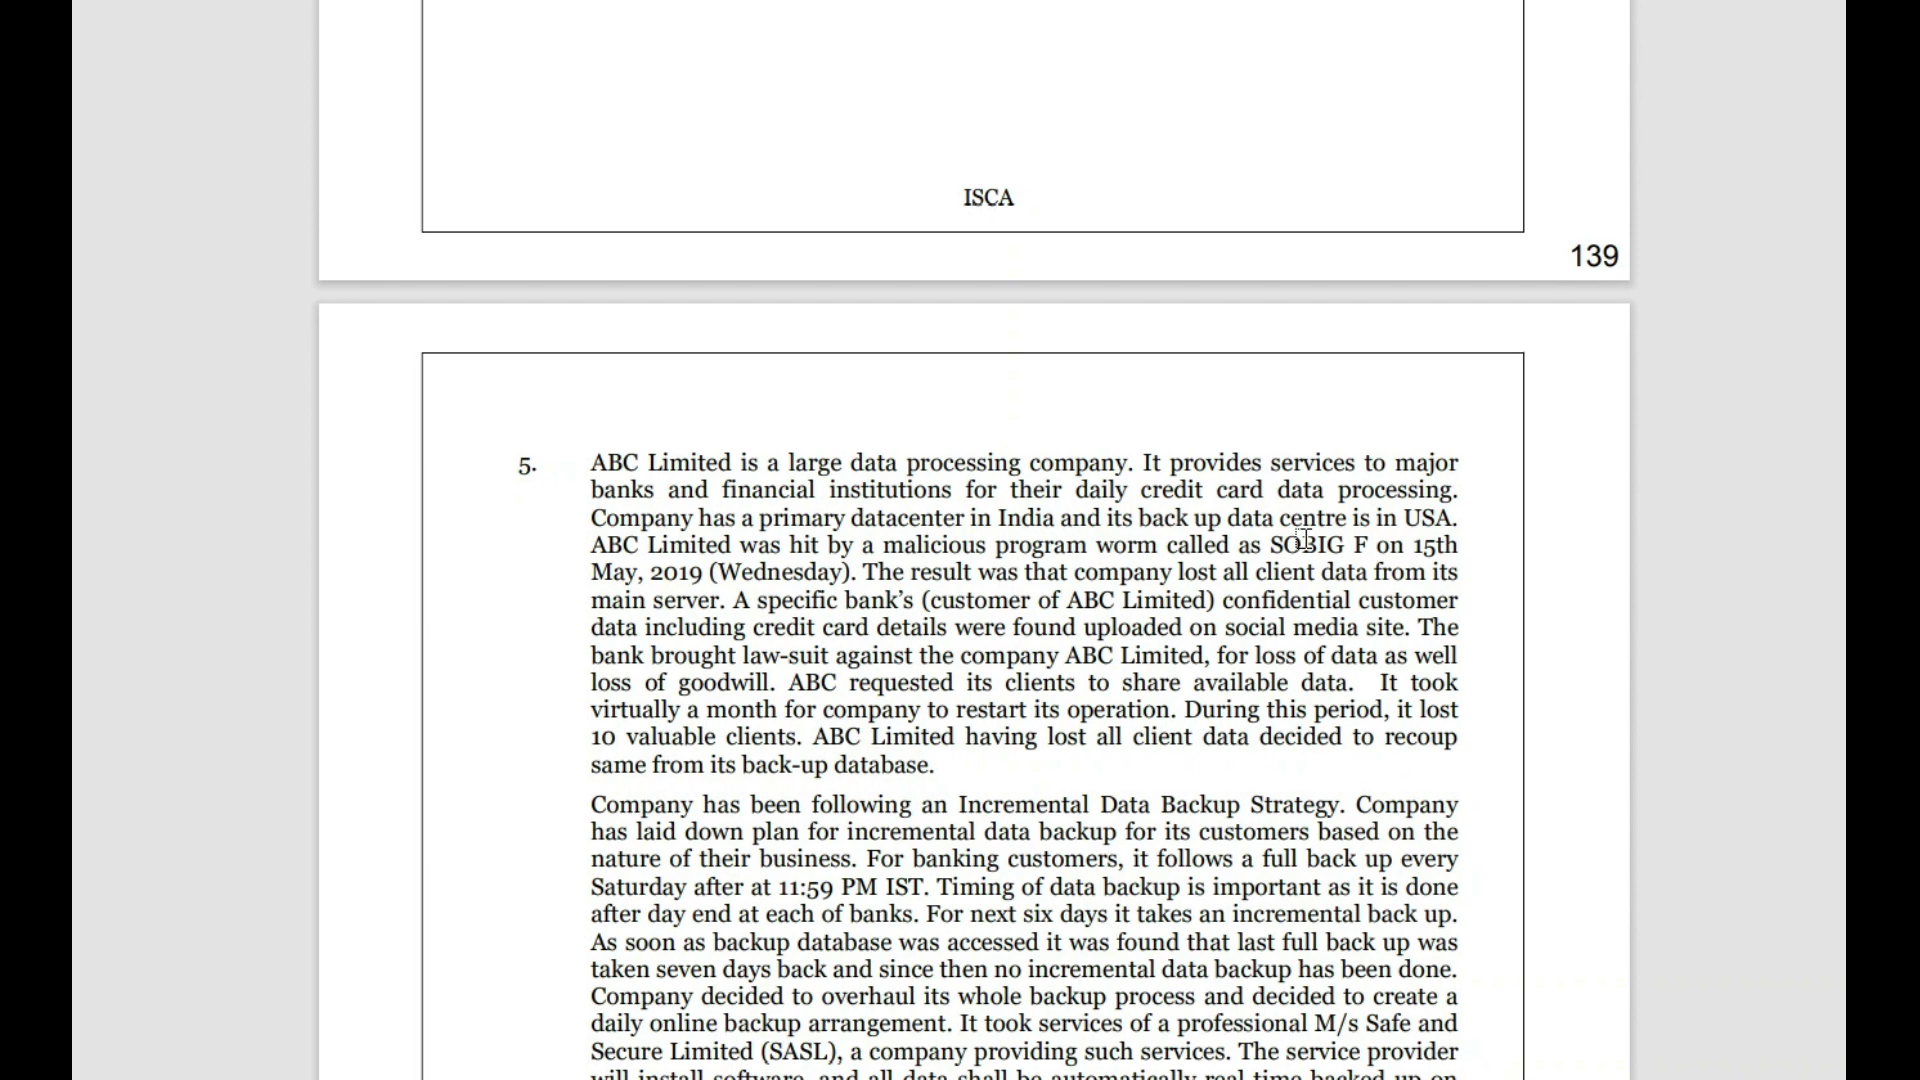 ISCA
139
5. ABC Limited is a large data processing company. It provides services to major
banks and financial institutions for their daily credit card data processing.
Company has a primary datacenter in India and its back up data centre is in USA.
ABC Limited was hit by a malicious program worm called as SOBIG F on 15th
May, 2019 (Wednesday). The result was that company lost all client data from its
main server. A specific bank's (customer of ABC Limited) confidential customer
data including credit card details were found uploaded on social media site. The
bank brought law-suit against the company ABC Limited, for loss of data as well
loss of goodwill. ABC requested its clients to share available data. It took
virtually a month for company to restart its operation. During this period, it lost
10 valuable clients. ABC Limited having lost all client data decided to recoup
same from its back-up database.
Company has been following an Incremental Data Backup Strategy. Company
has laid down plan for incremental data backup for its customers based on the
nature of their business. For banking customers, it follows a full back up every
Saturday after at 11:59 PM IST. Timing of data backup is important as it is done
after day end at each of banks. For next six days it takes an incremental back up.
As soon as backup database was accessed it was found that last full back up was
taken seven days back and since then no incremental data backup has been done.
Company decided to overhaul its whole backup process and decided to create a
daily online backup arrangement. It took services of a professional M/s Safe and
Secure Limited (SASL), a company providing such services. The service provider
will install software, and all data shall be automatically real time backed up on